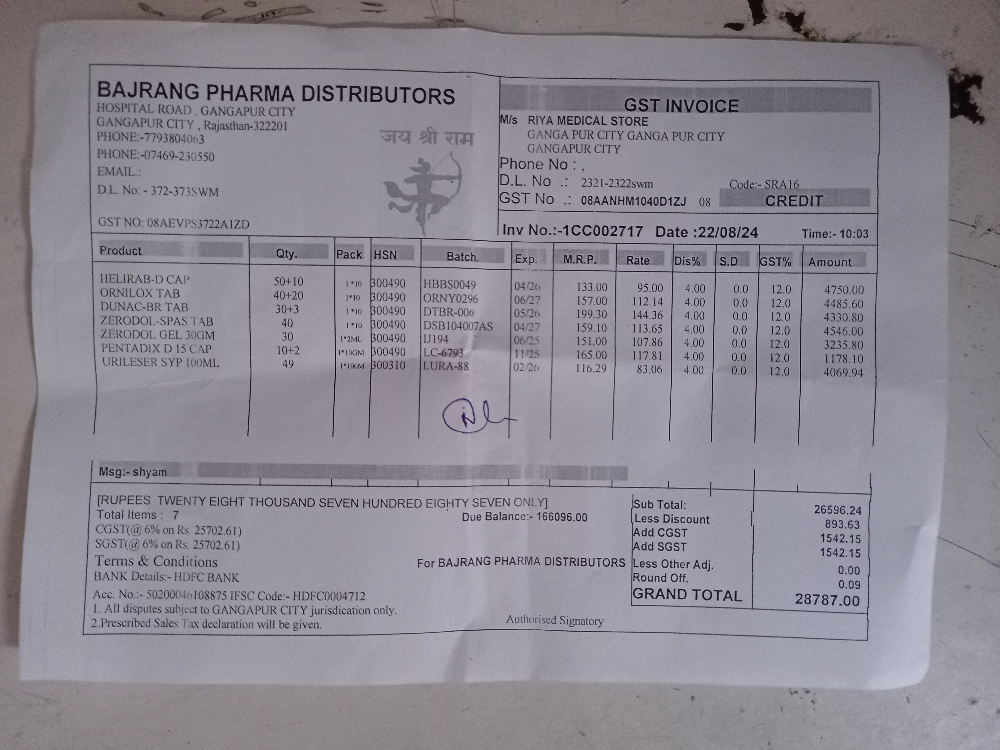 BAJRANG PHARMA DISTRIBUTORS
HOSPITAL ROAD , GANGAPUR CITY
GANGAPUR CITY , Rajasthan-322201
PHONE:-7793804063
PHONE:-07469-230550
EMAIL.:
D.L. No: - 372-373SWM
GST NO: 08AEVPS3722A1ZD
जय श्री राम
GST INVOICE
M/s RIYA MEDICAL STORE
GANGA PUR CITY GANGA PUR CITY
GANGAPUR CITY
Phone No : ,
D.L. No .: 2321-2322swm Code:- SRA16
GST No .: 08AANHM1040D1ZJ 08 CREDIT
Inv No.:-1CC002717 Date :22/08/24 Time:- 10:03
Product Qty. Pack HSN Batch. Exp. M.R.P. Rate Dis% S.D GST% Amount
HELIRAB-D CAP 50+10 1*10 300490 HBBS0049 04/26 133.00 95.00 4.00 0.0 12.0 4750.00
ORNILOX TAB 40+20 1*10 300490 ORNY0296 06/27 157.00 112.14 4.00 0.0 12.0 4485.60
DUNAC-BR TAB 30+3 1*10 300490 DTBR-006 05/26 199.30 144.36 4.00 0.0 12.0 4330.80
ZERODOL-SPAS TAB 40 1*10 300490 DSB104007AS 04/27 159.10 113.65 4.00 0.0 12.0 4546.00
ZERODOL GEL 30GM 30 1*2ML 300490 IJ194 06/25 151.00 107.86 4.00 0.0 12.0 3235.80
PENTADIX D 15 CAP 10+2 1*10GM 300490 LC-6793 11/25 165.00 117.81 4.00 0.0 12.0 1178.10
URILESER SYP 100ML 49 1*100M 300310 LURA-88 02/26 116.29 83.06 4.00 0.0 12.0 4069.94
Msg:- shyam
[RUPEES TWENTY EIGHT THOUSAND SEVEN HUNDRED EIGHTY SEVEN ONLY]
Total Items : 7 Due Balance:- 166096.00
CGST(@ 6% on Rs. 25702.61)
SGST(@ 6% on Rs. 25702.61)
Terms & Conditions For BAJRANG PHARMA DISTRIBUTORS
BANK Details:- HDFC BANK
Acc. No.:- 50200046108875 IFSC Code:- HDFC0004712
1. All disputes subject to GANGAPUR CITY jurisdication only.
2.Prescribed Sales Tax declaration will be given.
Authorised Signatory
Sub Total: 26596.24
Less Discount 893.63
Add CGST 1542.15
Add SGST 1542.15
Less Other Adj. 0.00
Round Off. 0.09
GRAND TOTAL 28787.00